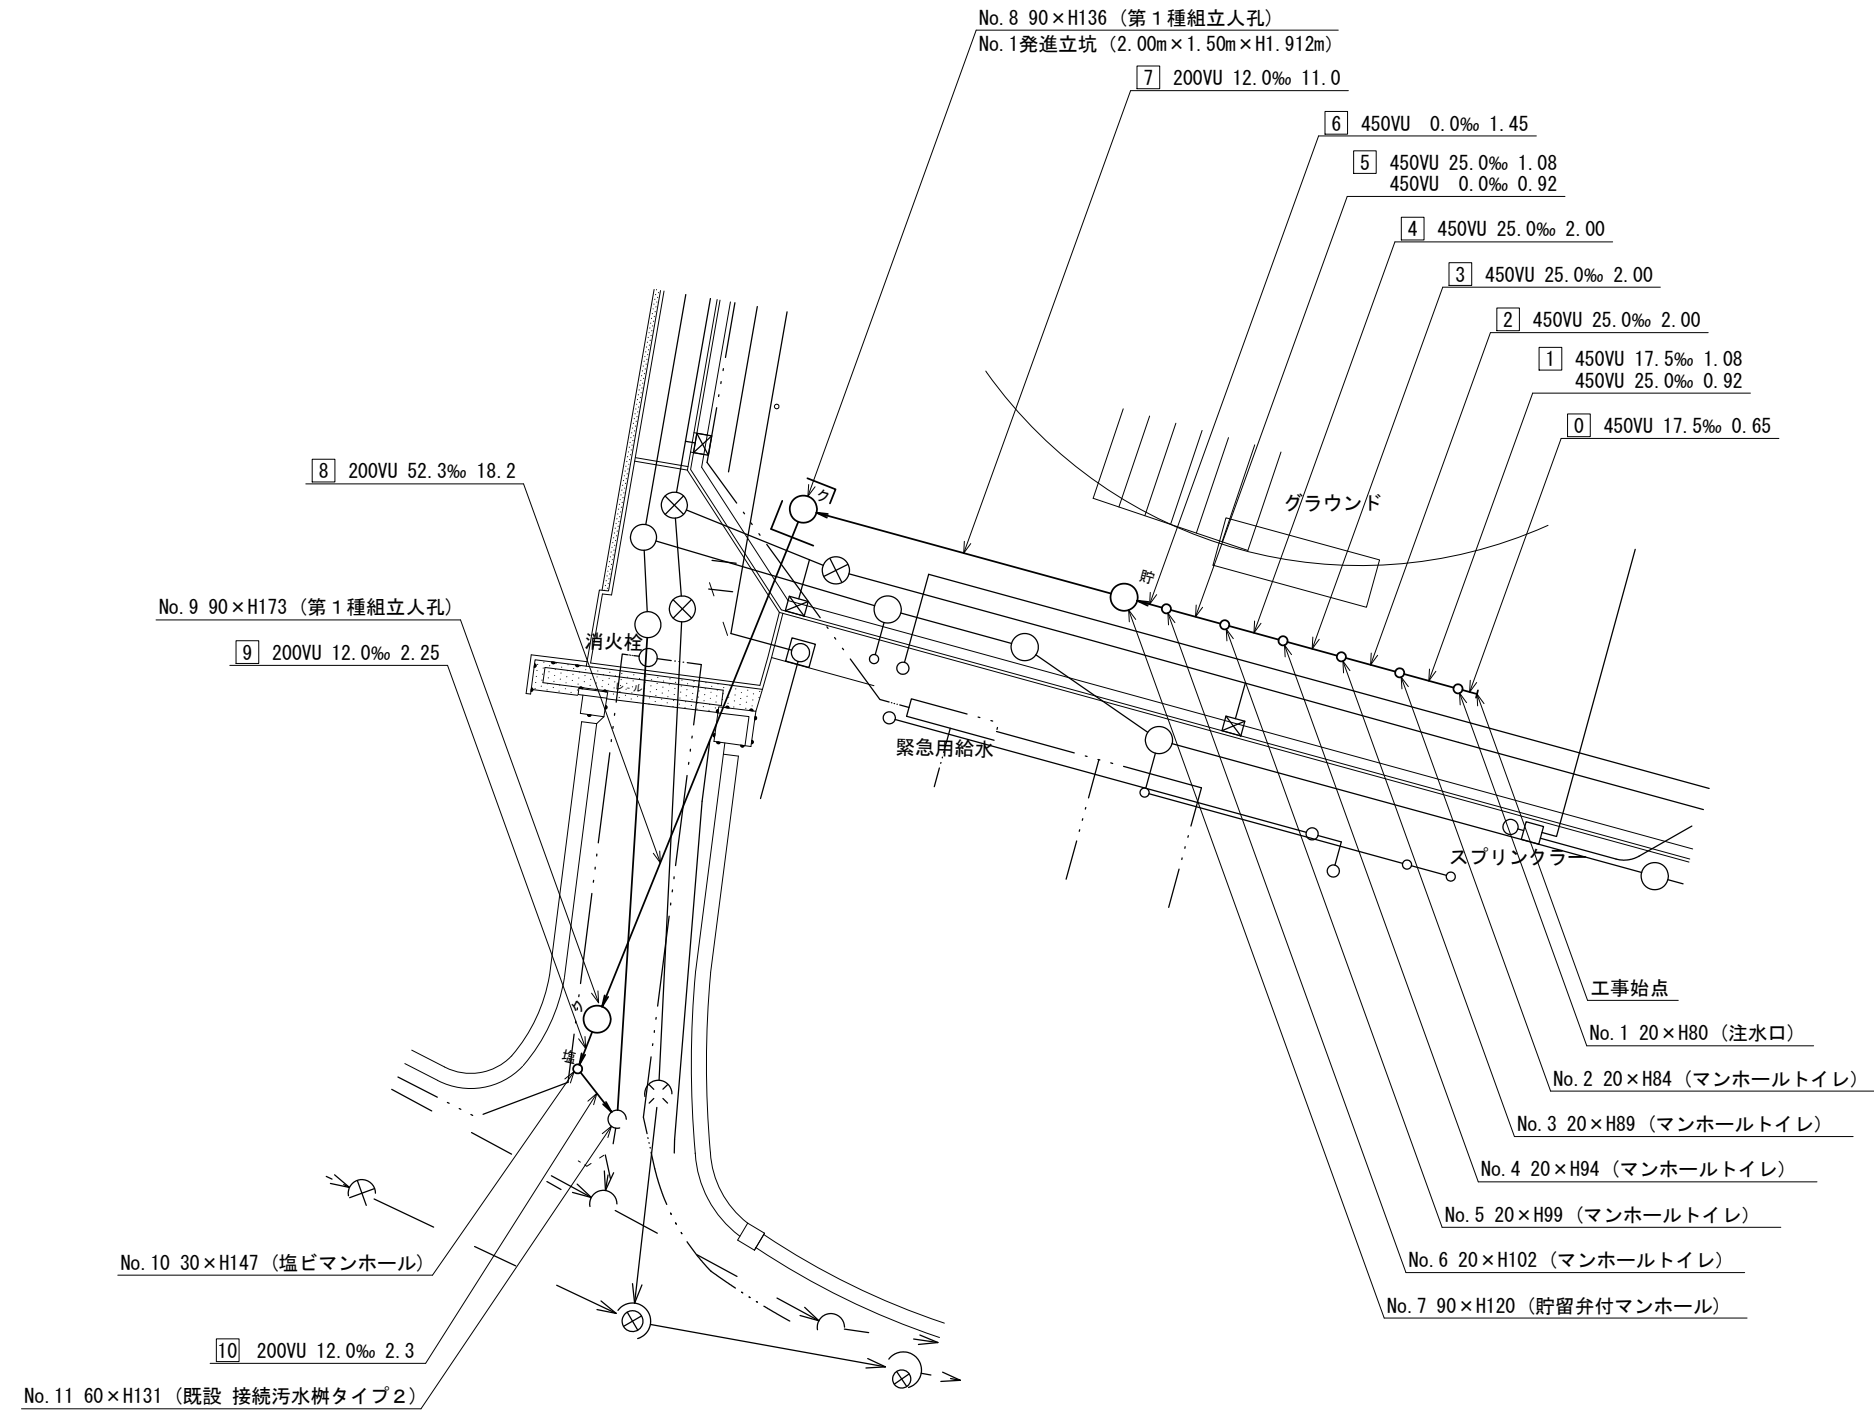 No.8 90×H136（第１種組立人孔）
No.1発進立坑（2.00m×1.50m×H1.912m）
7 200VU 12.0‰ 11.0
6 450VU 0.0‰ 1.45
5 450VU 25.0‰ 1.08
450VU 0.0‰ 0.92
4 450VU 25.0‰ 2.00
3 450VU 25.0‰ 2.00
2 450VU 25.0‰ 2.00
1 450VU 17.5‰ 1.08
450VU 25.0‰ 0.92
0 450VU 17.5‰ 0.65
8 200VU 52.3‰ 18.2
ク
グラウンド
貯
No.9 90×H173（第１種組立人孔）
消火栓
9 200VU 12.0‰ 2.25
緊急用給水
スプリンクラー
ク
塩
工事始点
No.1 20×H80（注水口）
No.2 20×H84（マンホールトイレ）
No.3 20×H89（マンホールトイレ）
No.4 20×H94（マンホールトイレ）
No.5 20×H99（マンホールトイレ）
No.6 20×H102（マンホールトイレ）
No.7 90×H120（貯留弁付マンホール）
No.10 30×H147（塩ビマンホール）
10 200VU 12.0‰ 2.3
No.11 60×H131（既設 接続汚水桝タイプ２）